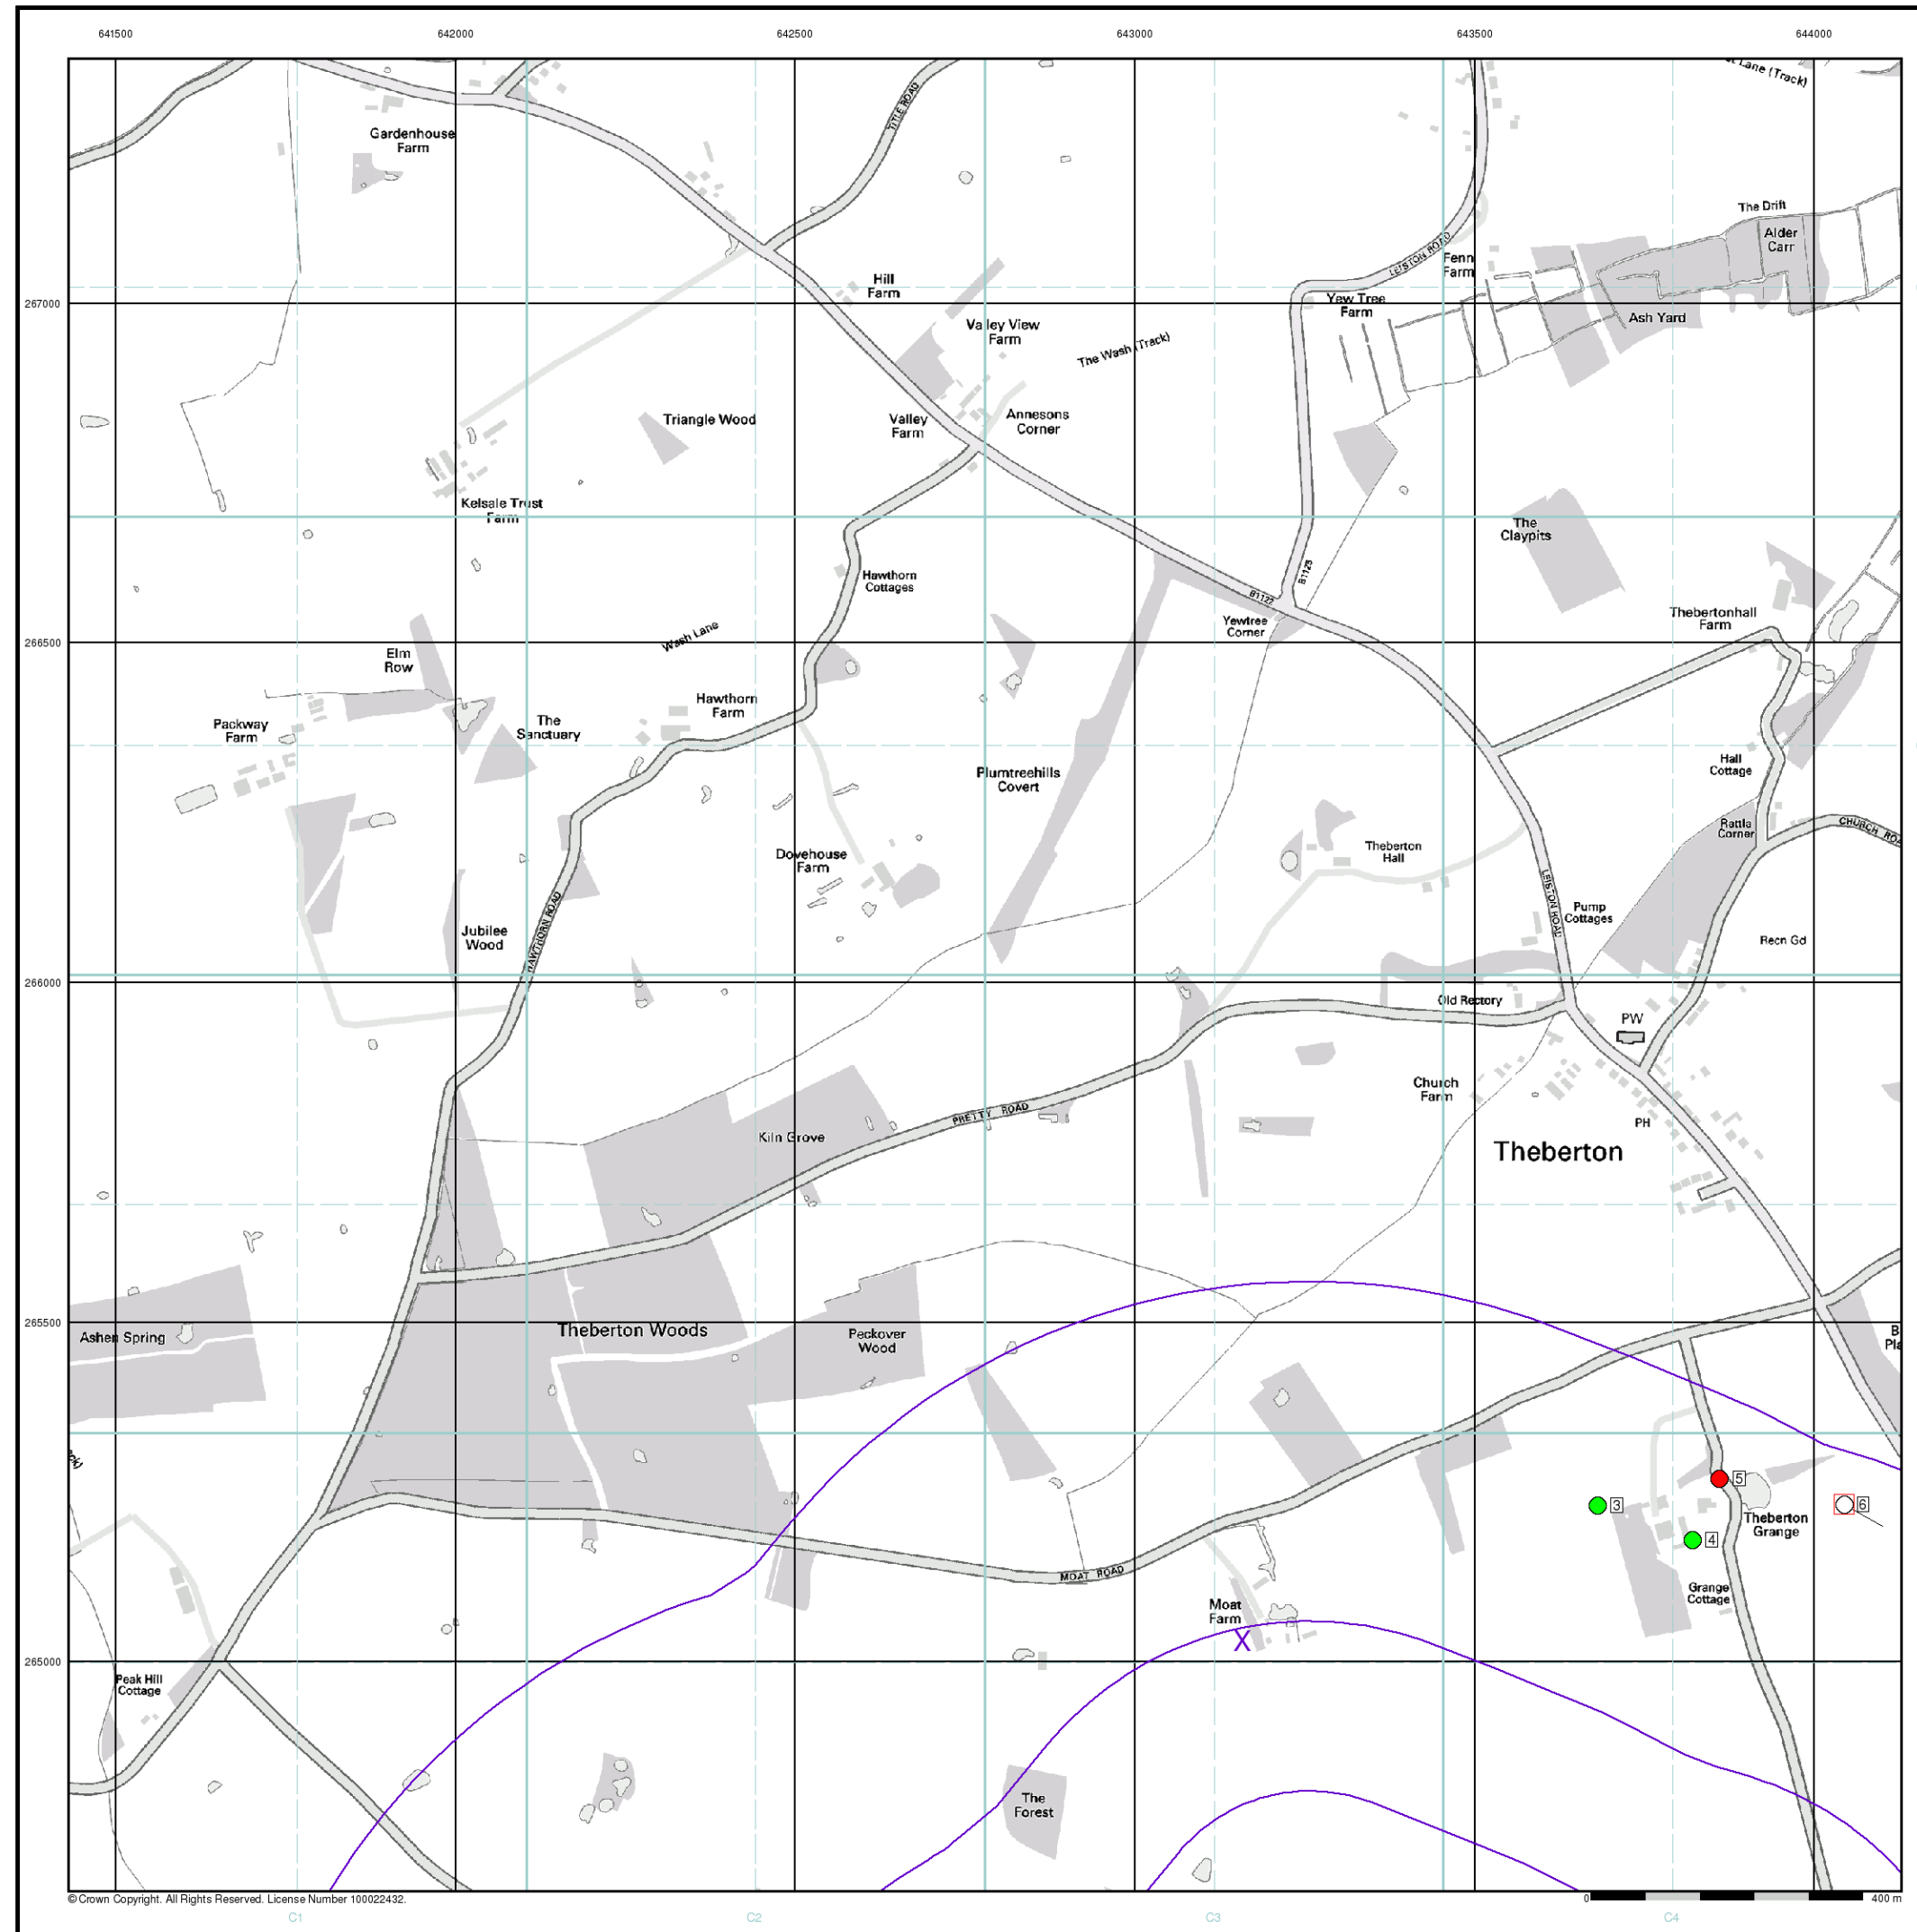 641500 642000 642500 643000 643500 644000
Lane (Track)
TITLE ROAD
Gardenhouse
Farm
The Drift
Alder
Carr
LEISTON ROAD
Fenn
Farm
Hill
Farm
267000
Yew Tree
Farm
Ash Yard
Valley View
Farm
The Wash (Track)
Triangle Wood
Valley
Farm
Annesons
Corner
Kelsale Trust
Farm
The
Claypits
Hawthorn
Cottages
B1125
B1122
Yewtree
Corner
Thebertonhall
Farm
Wash Lane
266500
Elm
Row
Hawthorn
Farm
Packway
Farm
The
Sanctuary
Plumtreehills
Covert
Hall
Cottage
Rattla
Corner
CHURCH ROA
Dovehouse
Farm
Theberton
Hall
LEISTON ROAD
Pump
Cottages
HAWTHORN ROAD
Jubilee
Wood
Recn Gd
266000
Old Rectory
PW
Church
Farm
PRETTY ROAD
PH
Kiln Grove
Theberton
265500
Ashen Spring
Theberton Woods
Peckover
Wood
B
Pla
5
3
6
Theberton
Grange
4
MOAT ROAD
Grange
Cottage
Moat
Farm
X
265000
Peak Hill
Cottage
The
Forest
© Crown Copyright. All Rights Reserved. License Number 100022432.
0 400 m
C1 C2 C3 C4